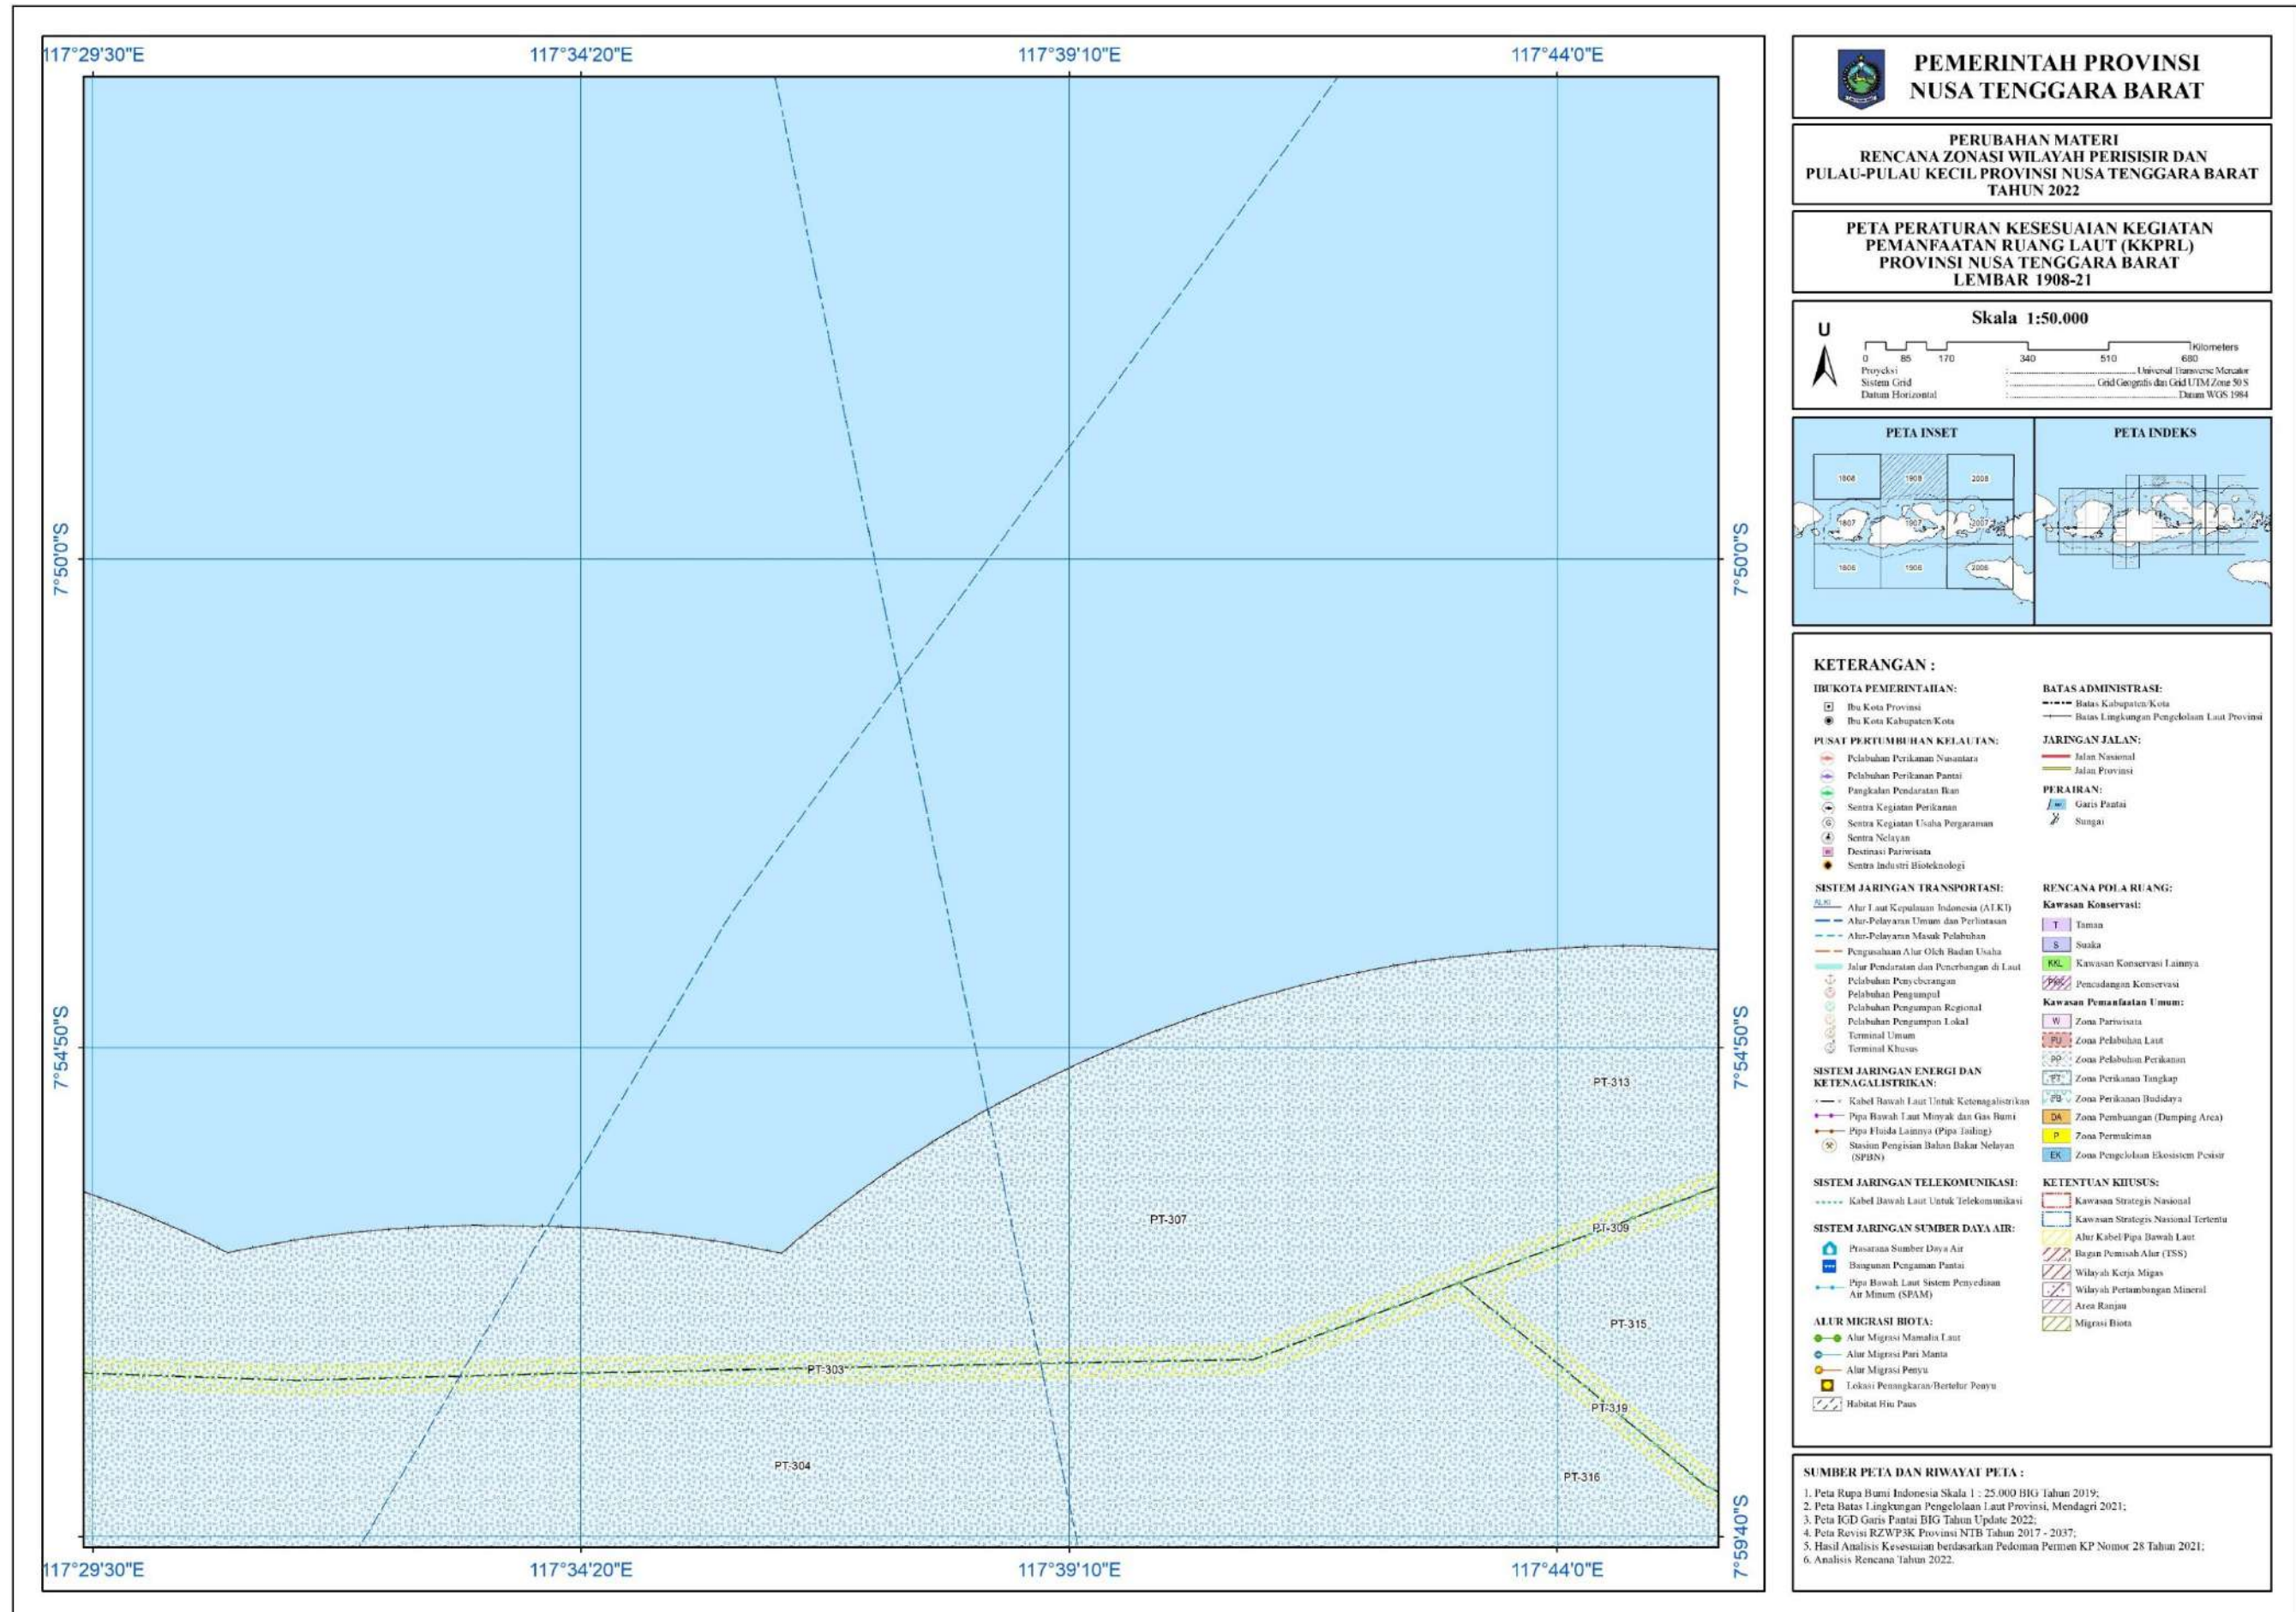 117°29'30"E 117°34'20"E 117°39'10"E 117°44'0"E
7°50'0"S 7°50'0"S
7°54'50"S 7°54'50"S
PT-313
PT-307
PT-309
PT-315
PT-303
PT-319
PT-304
PT-316
7°59'40"S
117°29'30"E 117°34'20"E 117°39'10"E 117°44'0"E
PEMERINTAH PROVINSI
NUSA TENGGARA BARAT
PERUBAHAN MATERI
RENCANA ZONASI WILAYAH PERISISIR DAN
PULAU-PULAU KECIL PROVINSI NUSA TENGGARA BARAT
TAHUN 2022
PETA PERATURAN KESESUAIAN KEGIATAN
PEMANFAATAN RUANG LAUT (KKPRL)
PROVINSI NUSA TENGGARA BARAT
LEMBAR 1908-21
Skala 1:50.000
U
Kilometers
0 85 170 340 510 680
Proyeksi : Universal Transverse Mercator
Sistem Grid : Grid Geografis dan Grid UTM Zone 50 S
Datum Horizontal : Datum WGS 1984
PETA INSET PETA INDEKS
1808 1908 2008
1807 1907 2007
1806 1906 2006
KETERANGAN :
IBUKOTA PEMERINTAHAN:
Ibu Kota Provinsi
Ibu Kota Kabupaten/Kota
PUSAT PERTUMBUHAN KELAUTAN:
Pelabuhan Perikanan Nusantara
Pelabuhan Perikanan Pantai
Pangkalan Pendaratan Ikan
Sentra Kegiatan Perikanan
G Sentra Kegiatan Usaha Pergaraman
Sentra Nelayan
Destinasi Pariwisata
Sentra Industri Bioteknologi
SISTEM JARINGAN TRANSPORTASI:
ALKI Alur Laut Kepulauan Indonesia (ALKI)
Alur-Pelayaran Umum dan Perlintasan
Alur-Pelayaran Masuk Pelabuhan
Pengusahaan Alur Oleh Badan Usaha
Jalur Pendaratan dan Penerbangan di Laut
Pelabuhan Penyeberangan
Pelabuhan Pengumpul
Pelabuhan Pengumpan Regional
Pelabuhan Pengumpan Lokal
Terminal Umum
Terminal Khusus
SISTEM JARINGAN ENERGI DAN
KETENAGALISTRIKAN:
Kabel Bawah Laut Untuk Ketenagalistrikan
Pipa Bawah Laut Minyak dan Gas Bumi
Pipa Fluida Lainnya (Pipa Tailing)
Stasiun Pengisian Bahan Bakar Nelayan
(SPBN)
SISTEM JARINGAN TELEKOMUNIKASI:
Kabel Bawah Laut Untuk Telekomunikasi
SISTEM JARINGAN SUMBER DAYA AIR:
Prasarana Sumber Daya Air
Bangunan Pengaman Pantai
Pipa Bawah Laut Sistem Penyediaan
Air Minum (SPAM)
ALUR MIGRASI BIOTA:
Alur Migrasi Mamalia Laut
Alur Migrasi Pari Manta
Alur Migrasi Penyu
Lokasi Penangkaran/Bertelur Penyu
Habitat Hiu Paus
BATAS ADMINISTRASI:
Batas Kabupaten/Kota
Batas Lingkungan Pengelolaan Laut Provinsi
JARINGAN JALAN:
Jalan Nasional
Jalan Provinsi
PERAIRAN:
Garis Pantai
Sungai
RENCANA POLA RUANG:
Kawasan Konservasi:
T Taman
S Suaka
KKL Kawasan Konservasi Lainnya
PKK Pencadangan Konservasi
Kawasan Pemanfaatan Umum:
W Zona Pariwisata
PU Zona Pelabuhan Laut
PP Zona Pelabuhan Perikanan
PT Zona Perikanan Tangkap
PB Zona Perikanan Budidaya
DA Zona Pembuangan (Dumping Area)
P Zona Permukiman
EK Zona Pengelolaan Ekosistem Pesisir
KETENTUAN KHUSUS:
Kawasan Strategis Nasional
Kawasan Strategis Nasional Tertentu
Alur Kabel/Pipa Bawah Laut
Bagan Pemisah Alur (TSS)
Wilayah Kerja Migas
Wilayah Pertambangan Mineral
Area Ranjau
Migrasi Biota
SUMBER PETA DAN RIWAYAT PETA :
1. Peta Rupa Bumi Indonesia Skala 1 : 25.000 BIG Tahun 2019;
2. Peta Batas Lingkungan Pengelolaan Laut Provinsi, Mendagri 2021;
3. Peta IGD Garis Pantai BIG Tahun Update 2022;
4. Peta Revisi RZWP3K Provinsi NTB Tahun 2017 - 2037;
5. Hasil Analisis Kesesuaian berdasarkan Pedoman Permen KP Nomor 28 Tahun 2021;
6. Analisis Rencana Tahun 2022.